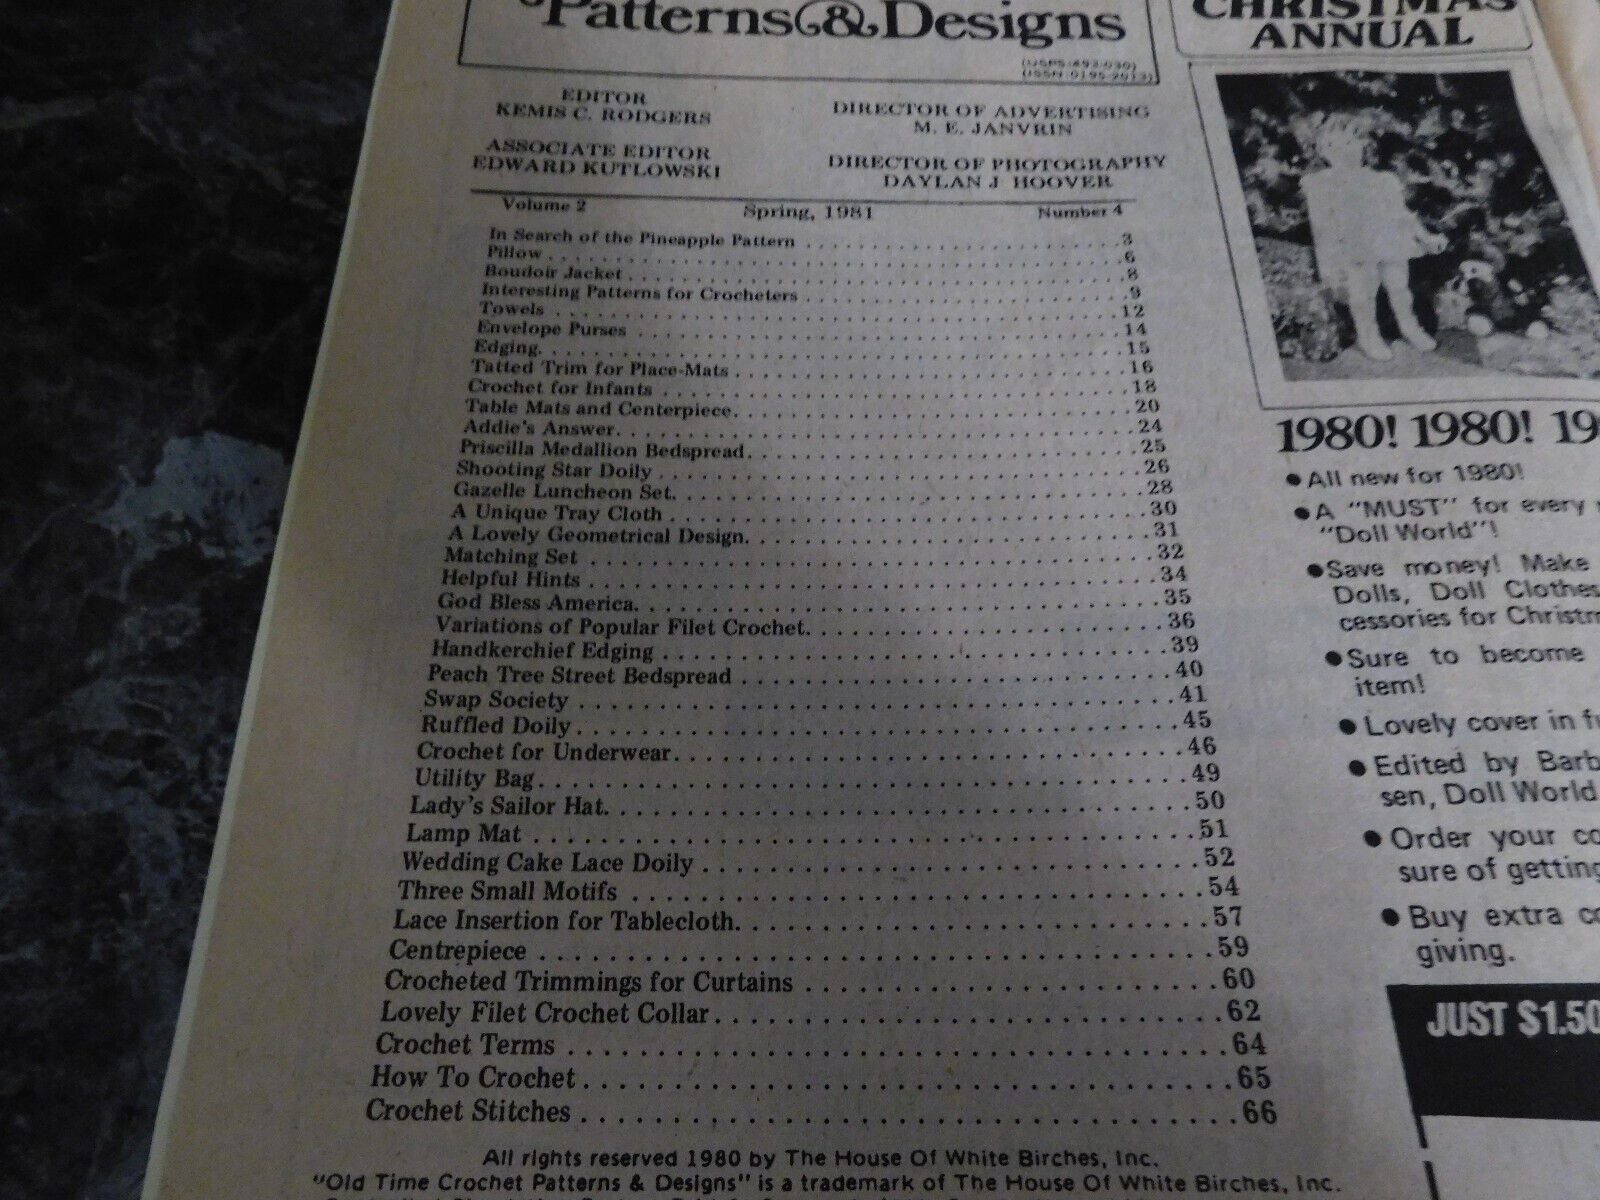 Patterns & Designs
(USPS-492-030)
(ISSN-0195-2013)
EDITOR
KEMIS C. RODGERS
DIRECTOR OF ADVERTISING
M. E. JANVRIN
ASSOCIATE EDITOR
EDWARD KUTLOWSKI
DIRECTOR OF PHOTOGRAPHY
DAYLAN J HOOVER
Volume 2 Spring, 1981 Number 4
In Search of the Pineapple Pattern . . . . . 3
Pillow . . . . . 6
Boudoir Jacket . . . . . 8
Interesting Patterns for Crocheters . . . . . 9
Towels . . . . . 12
Envelope Purses . . . . . 14
Edging. . . . . . 15
Tatted Trim for Place-Mats . . . . . 16
Crochet for Infants . . . . . 18
Table Mats and Centerpiece. . . . . . 20
Addie's Answer. . . . . . 24
Priscilla Medallion Bedspread. . . . . . 25
Shooting Star Doily . . . . . 26
Gazelle Luncheon Set. . . . . . 28
A Unique Tray Cloth . . . . . 30
A Lovely Geometrical Design. . . . . . 31
Matching Set . . . . . 32
Helpful Hints . . . . . 34
God Bless America. . . . . . 35
Variations of Popular Filet Crochet. . . . . . 36
Handkerchief Edging . . . . . 39
Peach Tree Street Bedspread . . . . . 40
Swap Society . . . . . 41
Ruffled Doily . . . . . 45
Crochet for Underwear. . . . . . 46
Utility Bag . . . . . 49
Lady's Sailor Hat. . . . . . 50
Lamp Mat . . . . . 51
Wedding Cake Lace Doily . . . . . 52
Three Small Motifs . . . . . 54
Lace Insertion for Tablecloth. . . . . . 57
Centrepiece . . . . . 59
Crocheted Trimmings for Curtains . . . . . 60
Lovely Filet Crochet Collar . . . . . 62
Crochet Terms . . . . . 64
How To Crochet . . . . . 65
Crochet Stitches . . . . . 66
All rights reserved 1980 by The House Of White Birches, Inc.
"Old Time Crochet Patterns & Designs" is a trademark of The House Of White Birches, Inc.
CHRISTMAS
ANNUAL
1980! 1980! 19
●All new for 1980!
●A "MUST" for every
"Doll World"!
●Save money! Make
Dolls, Doll Clothes
cessories for Christm
●Sure to become
item!
●Lovely cover in fu
●Edited by Barb
sen, Doll World
●Order your co
sure of getting
●Buy extra co
giving.
JUST $1.50